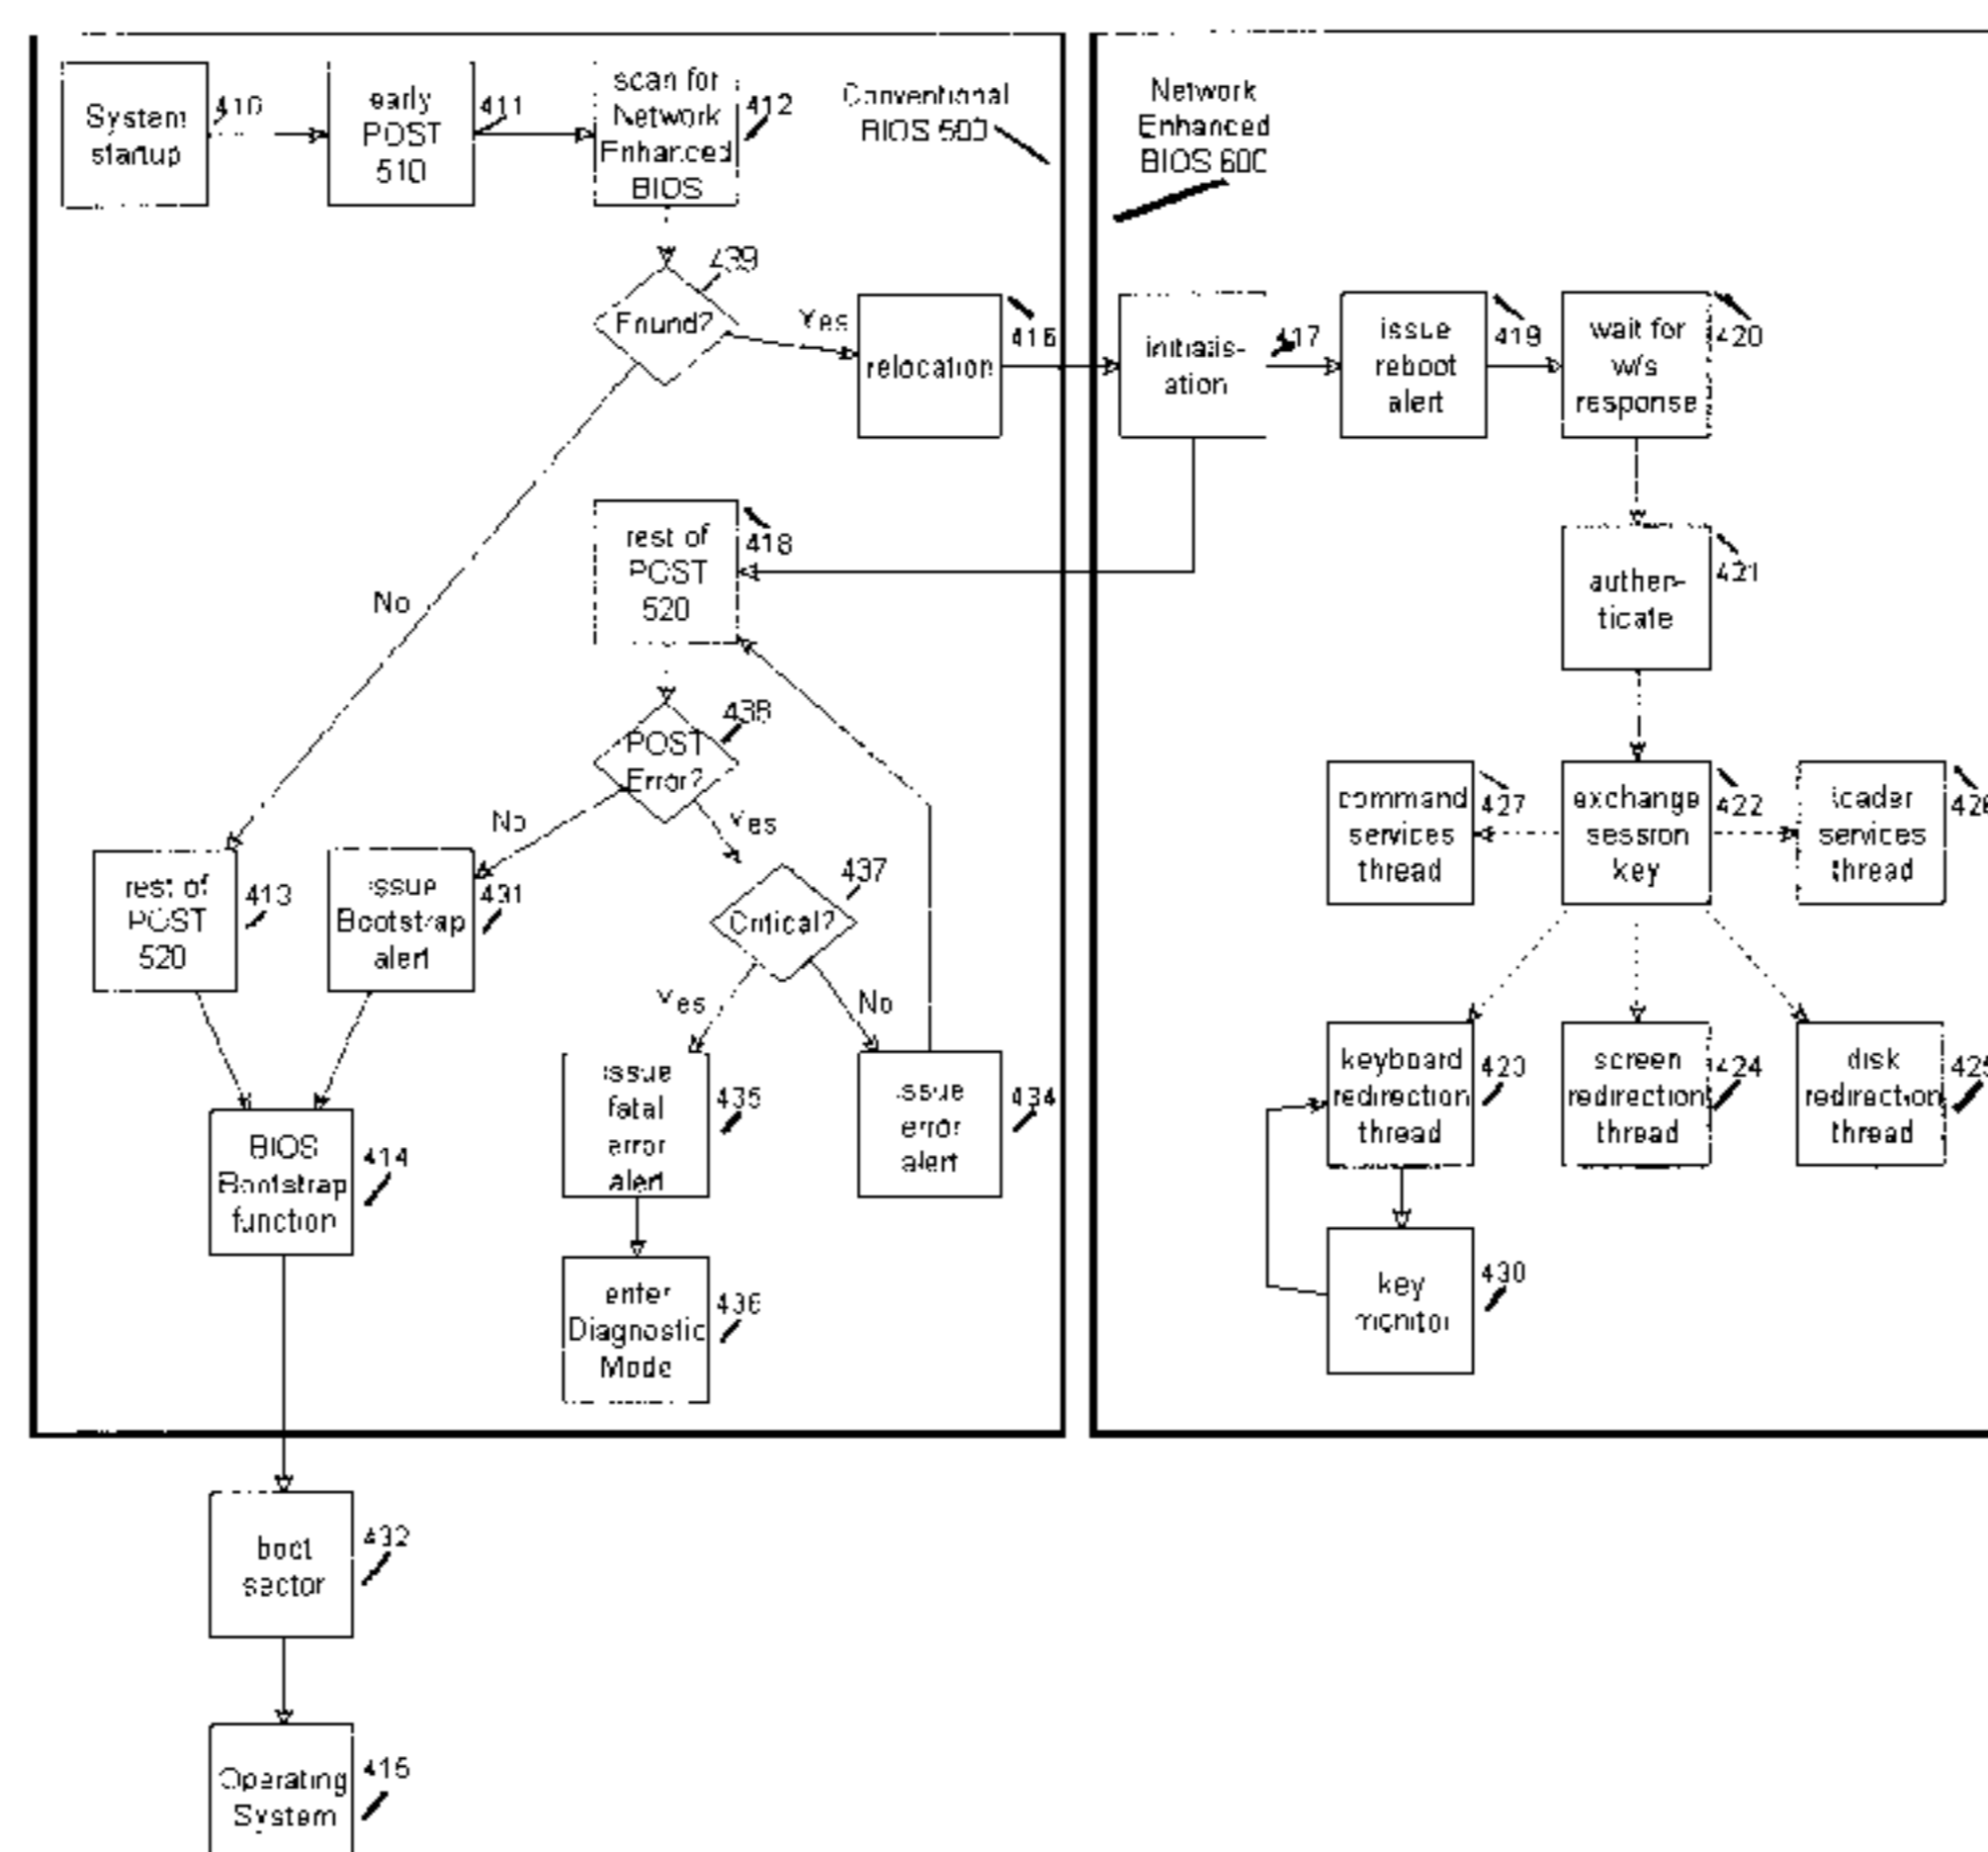 System
startup
410
early
POST
510
411
scan for
Network
Enhanced
BIOS
412
Conventional
BIOS 500
Network
Enhanced
BIOS 600
Found?
439
Yes
No
relocation
416
initialis-
ation
417
issue
reboot
alert
419
wait for
w/s
response
420
rest of
POST
520
418
authen-
ticate
421
POST
Error?
438
No
Yes
command
services
thread
427
exchange
session
key
422
loader
services
thread
rest of
POST
520
413
issue
Bootstrap
alert
431
Critical?
437
Yes
No
issue
fatal
error
alert
435
issue
error
alert
434
keyboard
redirection
thread
423
screen
redirection
thread
424
disk
redirection
thread
425
BIOS
Bootstrap
function
414
enter
Diagnostic
Mode
436
key
monitor
430
boot
sector
432
Operating
System
415